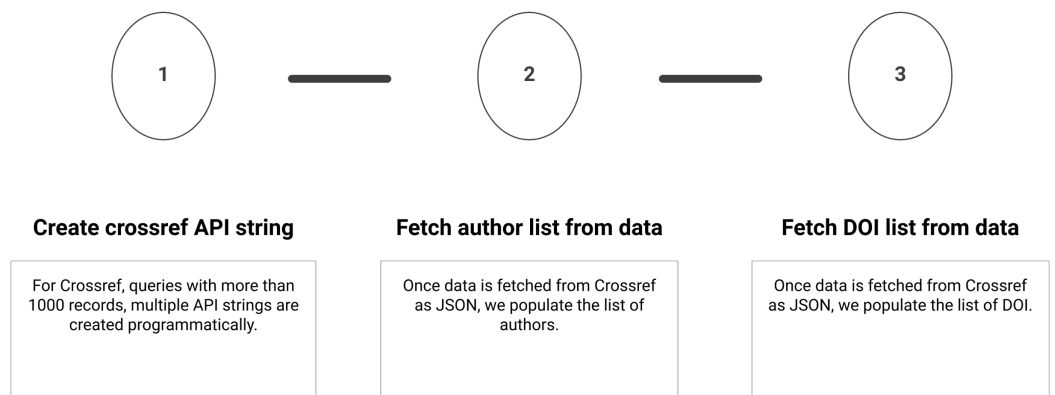 1
2
3
Create crossref API string
Fetch author list from data
Fetch DOI list from data
For Crossref, queries with more than
1000 records, multiple API strings are
created programmatically.
Once data is fetched from Crossref
as JSON, we populate the list of
authors.
Once data is fetched from Crossref
as JSON, we populate the list of DOI.